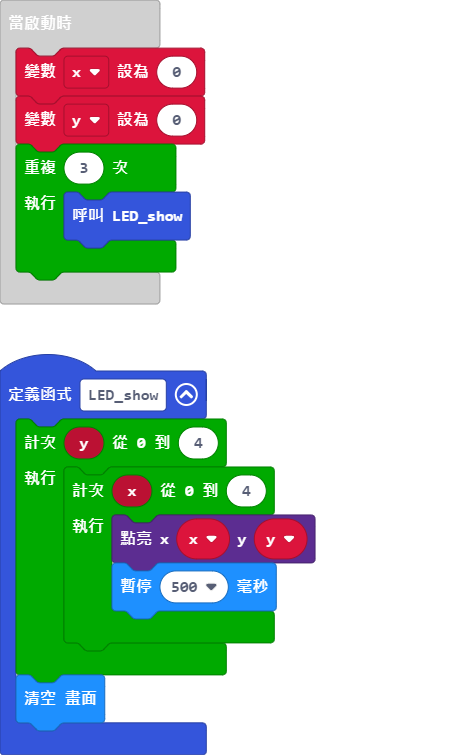 當啟動時
變數 x 設為 0
變數 y 設為 0
重複 3 次
執行
呼叫 LED_show
定義函式 LED_show
計次 y 從 0 到 4
執行
計次 x 從 0 到 4
執行
點亮 x x y y
暫停 500 毫秒
清空 畫面